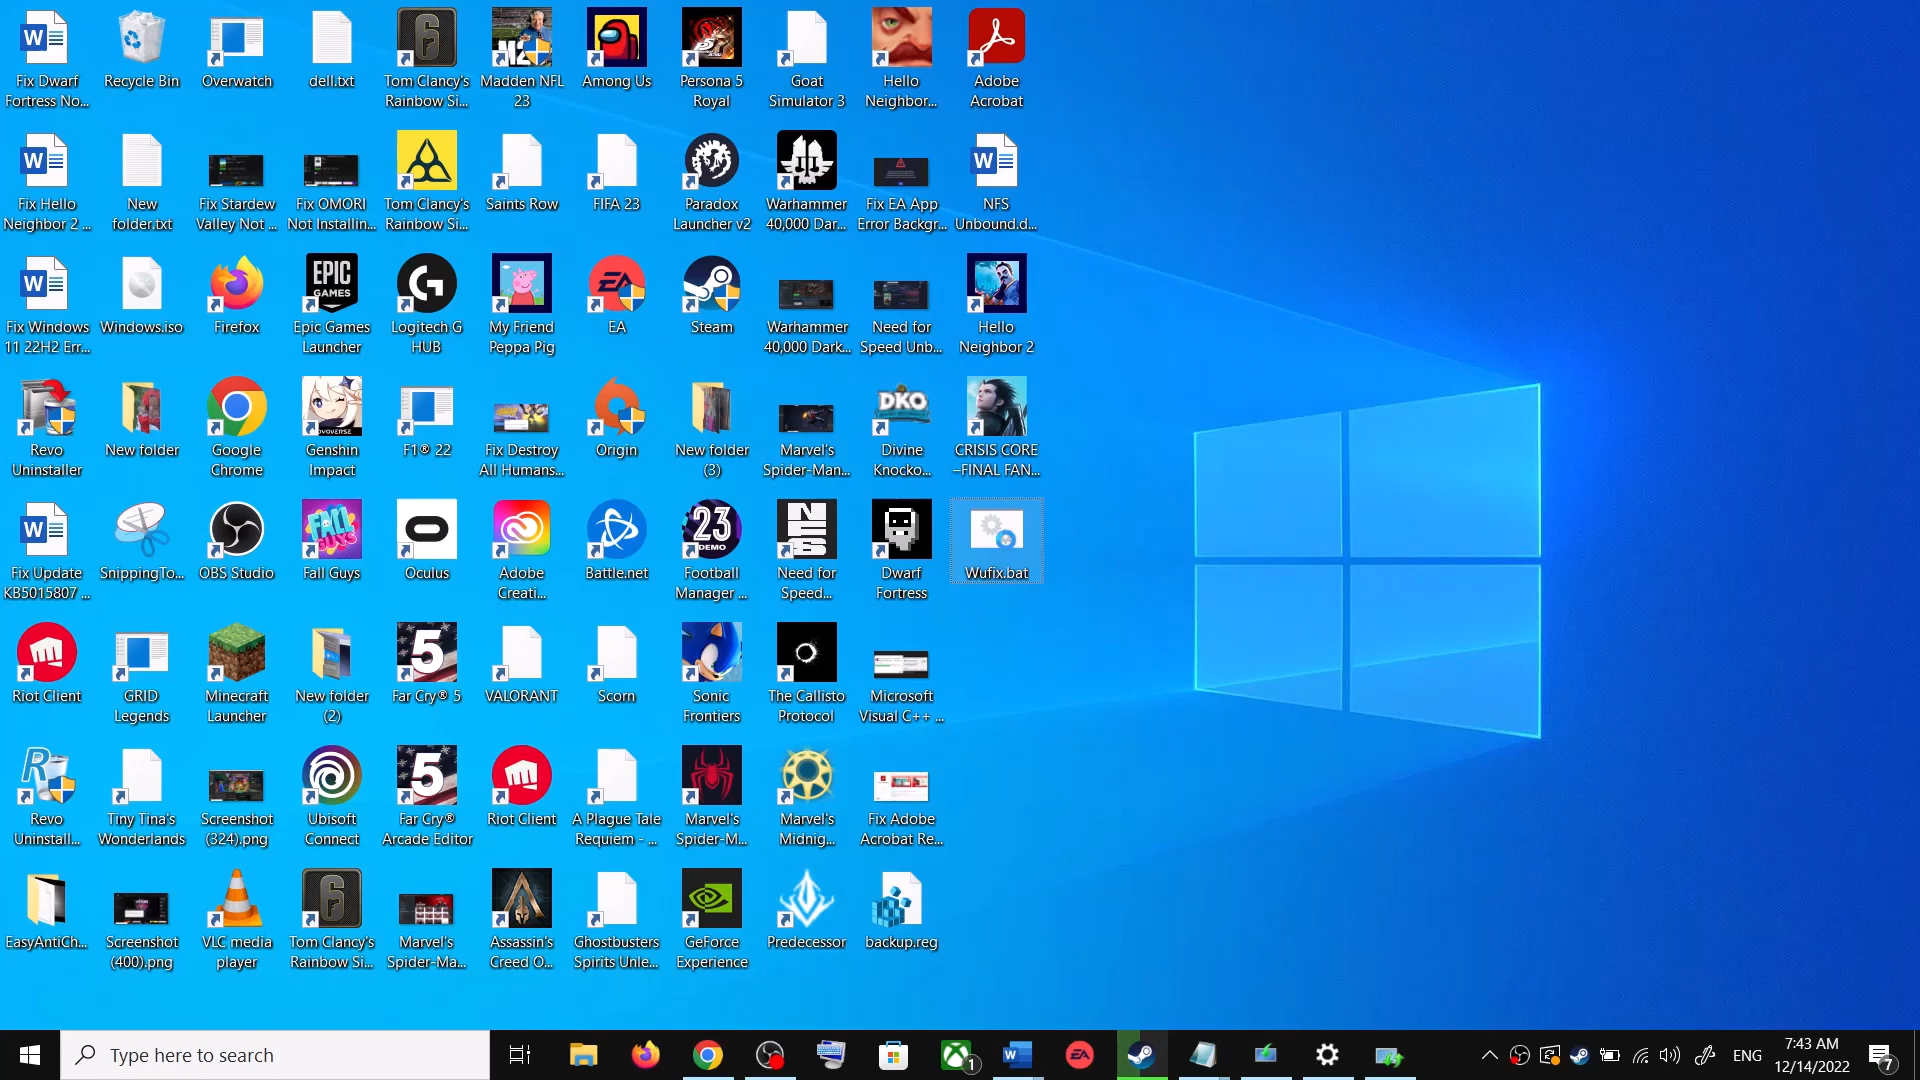 Fix Dwarf
Fortress No...
Recycle Bin
Overwatch
dell.txt
Tom Clancy's
Rainbow Si...
Madden NFL
23
Among Us
Persona 5
Royal
Goat
Simulator 3
Hello
Neighbor...
Adobe
Acrobat
Fix Hello
Neighbor 2 ...
New
folder.txt
Fix Stardew
Valley Not ...
Fix OMORI
Not Installin...
Tom Clancy's
Rainbow Si...
Saints Row
FIFA 23
Paradox
Launcher v2
Warhammer
40,000 Dar...
Fix EA App
Error Backgr...
NFS
Unbound.d...
Fix Windows
11 22H2 Err...
Windows.iso
Firefox
EPIC
GAMES
Epic Games
Launcher
Logitech G
HUB
My Friend
Peppa Pig
EA
Steam
Warhammer
40,000 Dark...
Need for
Speed Unb...
Hello
Neighbor 2
Revo
Uninstaller
New folder
Google
Chrome
Genshin
Impact
F1® 22
Fix Destroy
All Humans...
Origin
New folder
(3)
Marvel's
Spider-Man...
DKO
Divine
Knocko...
CRISIS CORE
–FINAL FAN...
Fix Update
KB5015807 ...
SnippingTo...
OBS Studio
FALL
GUYS
Fall Guys
Oculus
Adobe
Creati...
Battle.net
23
DEMO
Football
Manager ...
Need for
Speed...
Dwarf
Fortress
Wufix.bat
Riot Client
GRID
Legends
Minecraft
Launcher
New folder
(2)
5
Far Cry® 5
VALORANT
Scorn
Sonic
Frontiers
The Callisto
Protocol
Microsoft
Visual C++ ...
Revo
Uninstall...
Tiny Tina's
Wonderlands
Screenshot
(324).png
Ubisoft
Connect
5
Far Cry®
Arcade Editor
Riot Client
A Plague Tale
Requiem - ...
Marvel's
Spider-M...
Marvel's
Midnig...
Fix Adobe
Acrobat Re...
EasyAntiCh...
Screenshot
(400).png
VLC media
player
Tom Clancy's
Rainbow Si...
Marvel's
Spider-Ma...
Assassin's
Creed O...
Ghostbusters
Spirits Unle...
GeForce
Experience
Predecessor
backup.reg
Type here to search
1
ENG
7:43 AM
12/14/2022
7